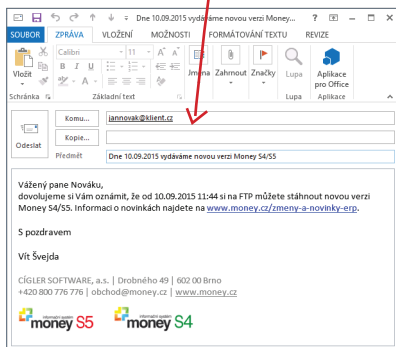 Dne 10.09.2015 vydáváme novou verzi Money...
SOUBOR ZPRÁVA VLOŽENÍ MOŽNOSTI FORMÁTOVÁNÍ TEXTU REVIZE
Vložit
Calibri 11
B I U
Jména Zahrnout Značky Lupa Aplikace pro Office
Schránka Základní text Lupa Aplikace
Odeslat
Komu... jannovak@klient.cz
Kopie...
Předmět Dne 10.09.2015 vydáváme novou verzi Money S4/S5
Vážený pane Nováku,
dovolujeme si Vám oznámit, že od 10.09.2015 11:44 si na FTP můžete stáhnout novou verzi
Money S4/S5. Informaci o novinkách najdete na www.money.cz/zmeny-a-novinky-erp.
S pozdravem
Vít Švejda
CÍGLER SOFTWARE, a.s. | Drobného 49 | 602 00 Brno
+420 800 776 776 | obchod@money.cz | www.money.cz
money S5 money S4